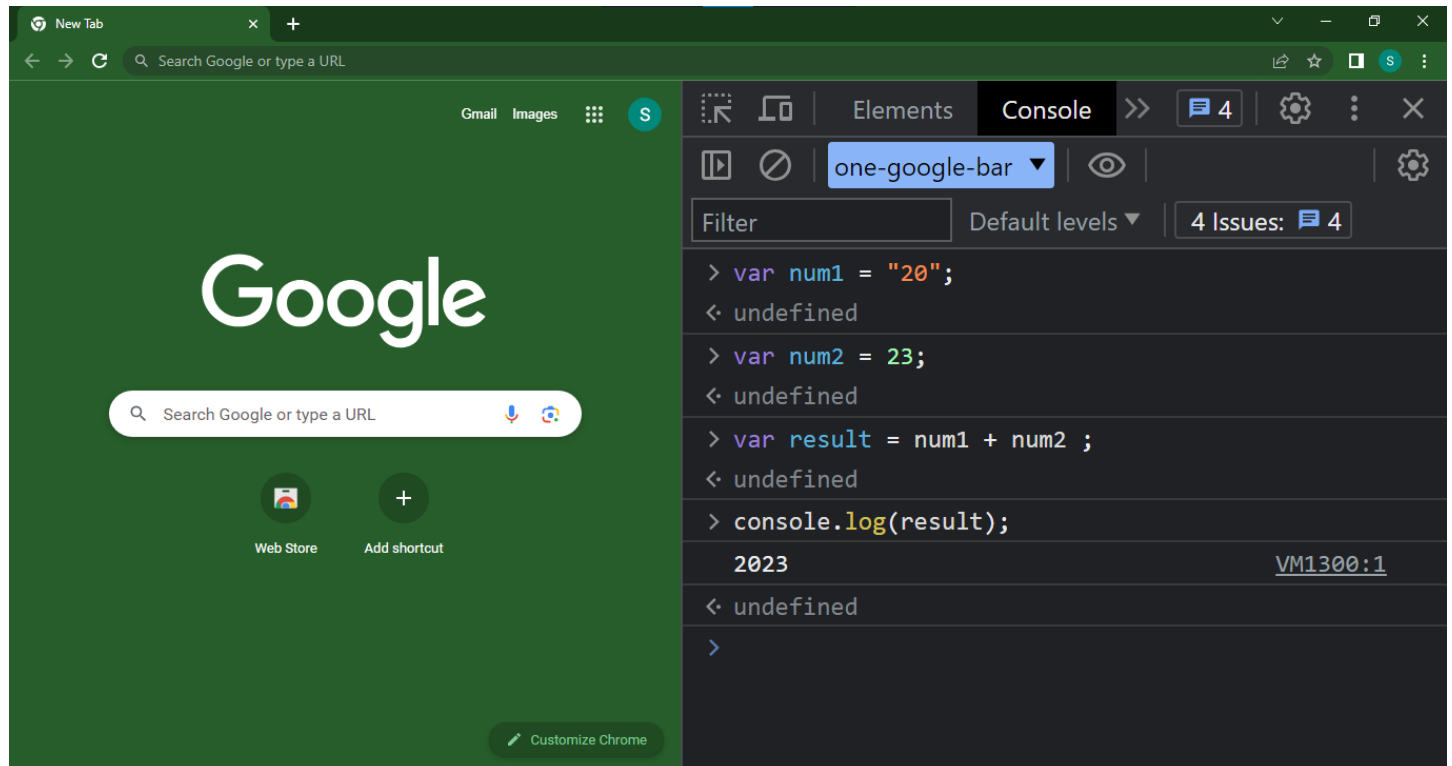 New Tab
Search Google or type a URL
S
Gmail Images S
Google
Search Google or type a URL
Web Store Add shortcut
Customize Chrome
Elements Console 4
one-google-bar
Filter Default levels 4 Issues: 4
> var num1 = "20";
undefined
> var num2 = 23;
undefined
> var result = num1 + num2 ;
undefined
> console.log(result);
2023 VM1300:1
undefined
>